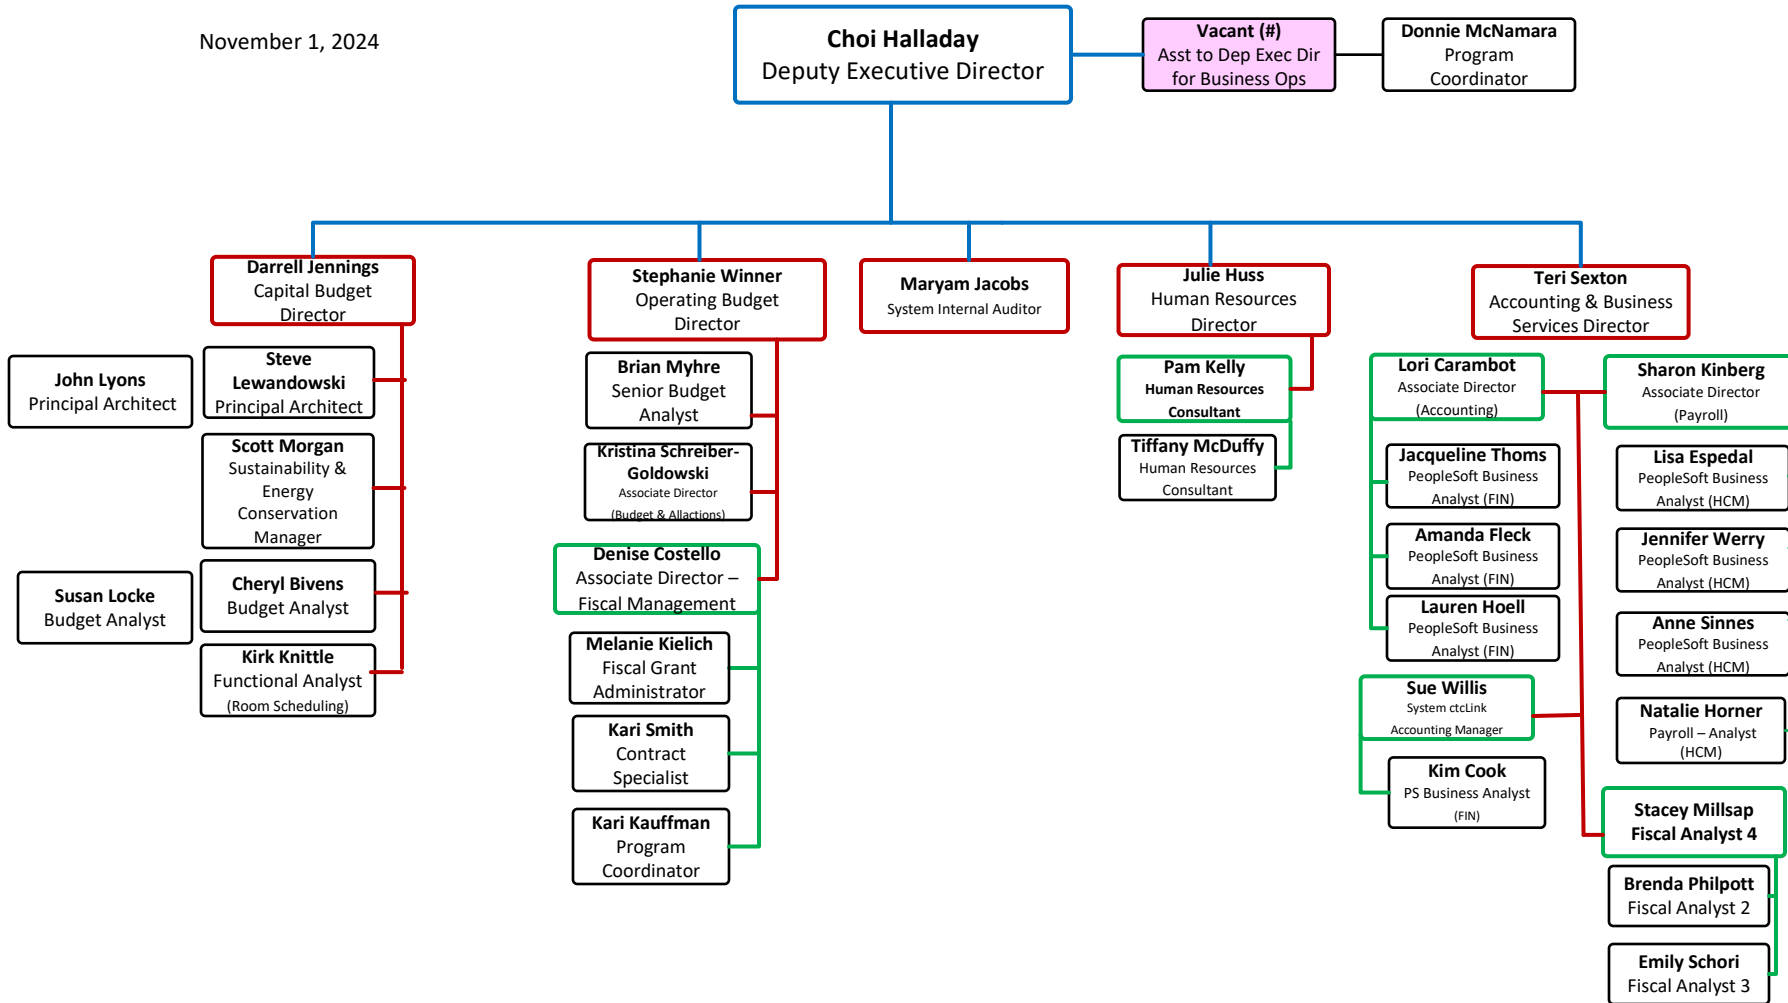 November 1, 2024
Choi Halladay
Deputy Executive Director
Vacant (#)
Asst to Dep Exec Dir
for Business Ops
Donnie McNamara
Program
Coordinator
Darrell Jennings
Capital Budget
Director
Stephanie Winner
Operating Budget
Director
Maryam Jacobs
System Internal Auditor
Julie Huss
Human Resources
Director
Teri Sexton
Accounting & Business
Services Director
John Lyons
Principal Architect
Steve
Lewandowski
Principal Architect
Scott Morgan
Sustainability &
Energy
Conservation
Manager
Susan Locke
Budget Analyst
Cheryl Bivens
Budget Analyst
Kirk Knittle
Functional Analyst
(Room Scheduling)
Brian Myhre
Senior Budget
Analyst
Kristina Schreiber-
Goldowski
Associate Director
(Budget & Allactions)
Denise Costello
Associate Director –
Fiscal Management
Melanie Kielich
Fiscal Grant
Administrator
Kari Smith
Contract
Specialist
Kari Kauffman
Program
Coordinator
Pam Kelly
Human Resources
Consultant
Tiffany McDuffy
Human Resources
Consultant
Lori Carambot
Associate Director
(Accounting)
Jacqueline Thoms
PeopleSoft Business
Analyst (FIN)
Amanda Fleck
PeopleSoft Business
Analyst (FIN)
Lauren Hoell
PeopleSoft Business
Analyst (FIN)
Sue Willis
System ctcLink
Accounting Manager
Kim Cook
PS Business Analyst
(FIN)
Sharon Kinberg
Associate Director
(Payroll)
Lisa Espedal
PeopleSoft Business
Analyst (HCM)
Jennifer Werry
PeopleSoft Business
Analyst (HCM)
Anne Sinnes
PeopleSoft Business
Analyst (HCM)
Natalie Horner
Payroll – Analyst
(HCM)
Stacey Millsap
Fiscal Analyst 4
Brenda Philpott
Fiscal Analyst 2
Emily Schori
Fiscal Analyst 3